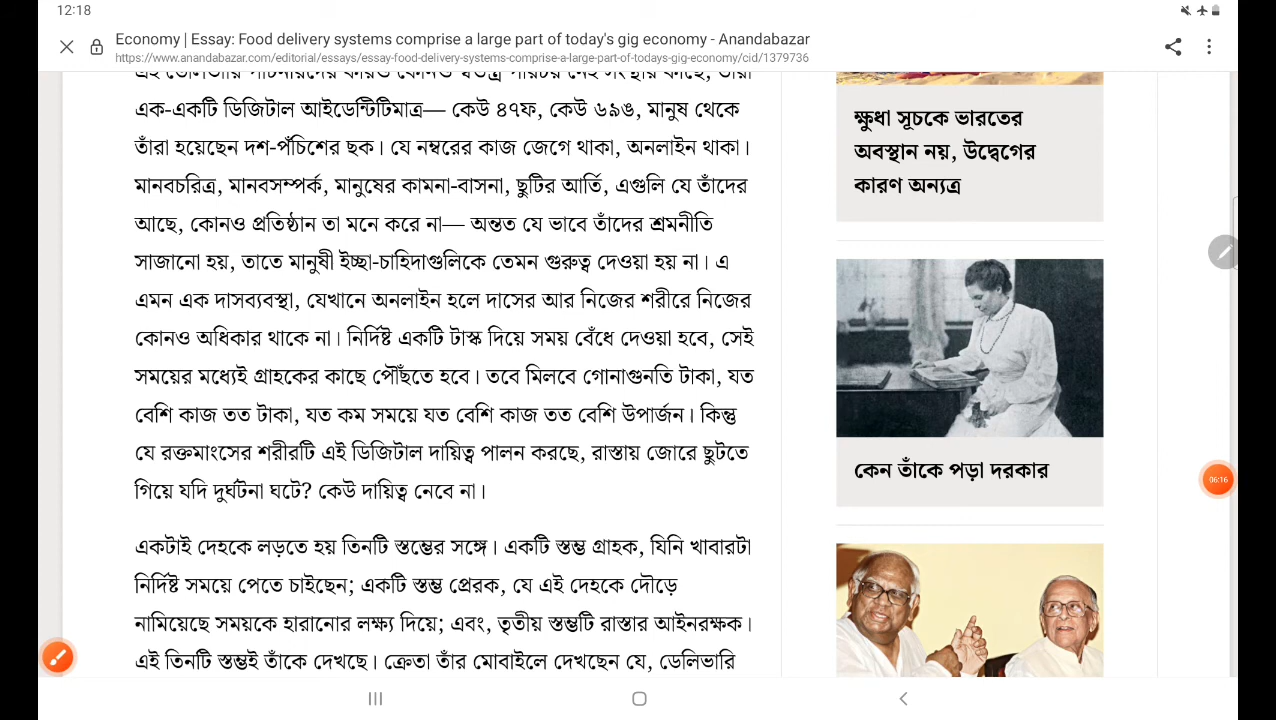 12:18
Economy | Essay: Food delivery systems comprise a large part of today's gig economy - Anandabazar
https://www.anandabazar.com/editorial/essays/essay-food-delivery-systems-comprise-a-large-part-of-todays-gig-economy/cid/1379736
এক-একটি ডিজিটাল আইডেন্টিটিমাত্র— কেউ ৪৭ফ, কেউ ৬৯ঙ, মানুষ থেকে
তাঁরা হয়েছেন দশ-পঁচিশের ছক। যে নম্বরের কাজ জেগে থাকা, অনলাইন থাকা।
মানবচরিত্র, মানবসম্পর্ক, মানুষের কামনা-বাসনা, ছুটির আর্তি, এগুলি যে তাঁদের
আছে, কোনও প্রতিষ্ঠান তা মনে করে না— অন্তত যে ভাবে তাঁদের শ্রমনীতি
সাজানো হয়, তাতে মানুষী ইচ্ছা-চাহিদাগুলিকে তেমন গুরুত্ব দেওয়া হয় না। এ
এমন এক দাসব্যবস্থা, যেখানে অনলাইন হলে দাসের আর নিজের শরীরে নিজের
কোনও অধিকার থাকে না। নির্দিষ্ট একটি টাস্ক দিয়ে সময় বেঁধে দেওয়া হবে, সেই
সময়ের মধ্যেই গ্রাহকের কাছে পৌঁছতে হবে। তবে মিলবে গোনাগুনতি টাকা, যত
বেশি কাজ তত টাকা, যত কম সময়ে যত বেশি কাজ তত বেশি উপার্জন। কিন্তু
যে রক্তমাংসের শরীরটি এই ডিজিটাল দায়িত্ব পালন করছে, রাস্তায় জোরে ছুটতে
গিয়ে যদি দুর্ঘটনা ঘটে? কেউ দায়িত্ব নেবে না।
একটাই দেহকে লড়তে হয় তিনটি স্তম্ভের সঙ্গে। একটি স্তম্ভ গ্রাহক, যিনি খাবারটা
নির্দিষ্ট সময়ে পেতে চাইছেন; একটি স্তম্ভ প্রেরক, যে এই দেহকে দৌড়ে
নামিয়েছে সময়কে হারানোর লক্ষ্য দিয়ে; এবং, তৃতীয় স্তম্ভটি রাস্তার আইনরক্ষক।
এই তিনটি স্তম্ভই তাঁকে দেখছে। ক্রেতা তাঁর মোবাইলে দেখছেন যে, ডেলিভারি
ক্ষুধা সূচকে ভারতের
অবস্থান নয়, উদ্বেগের
কারণ অন্যত্র
কেন তাঁকে পড়া দরকার
06:16